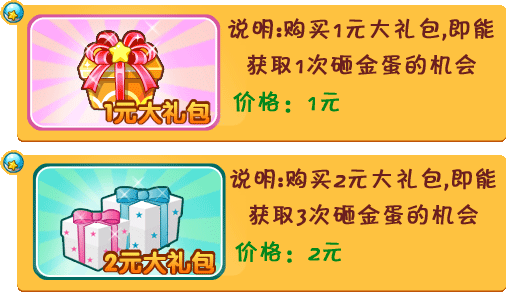 说明:购买1元大礼包,即能
获取1次砸金蛋的机会
1元大礼包
价格：1元
说明:购买2元大礼包,即能
获取3次砸金蛋的机会
2元大礼包
价格：2元